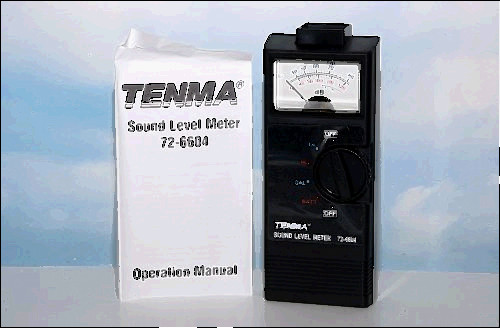 TENMA®
Sound Level Meter
72-6604
Operation Manual
dB
OFF
CAL
BATT
OFF
TENMA
SOUND LEVEL METER 72-6604